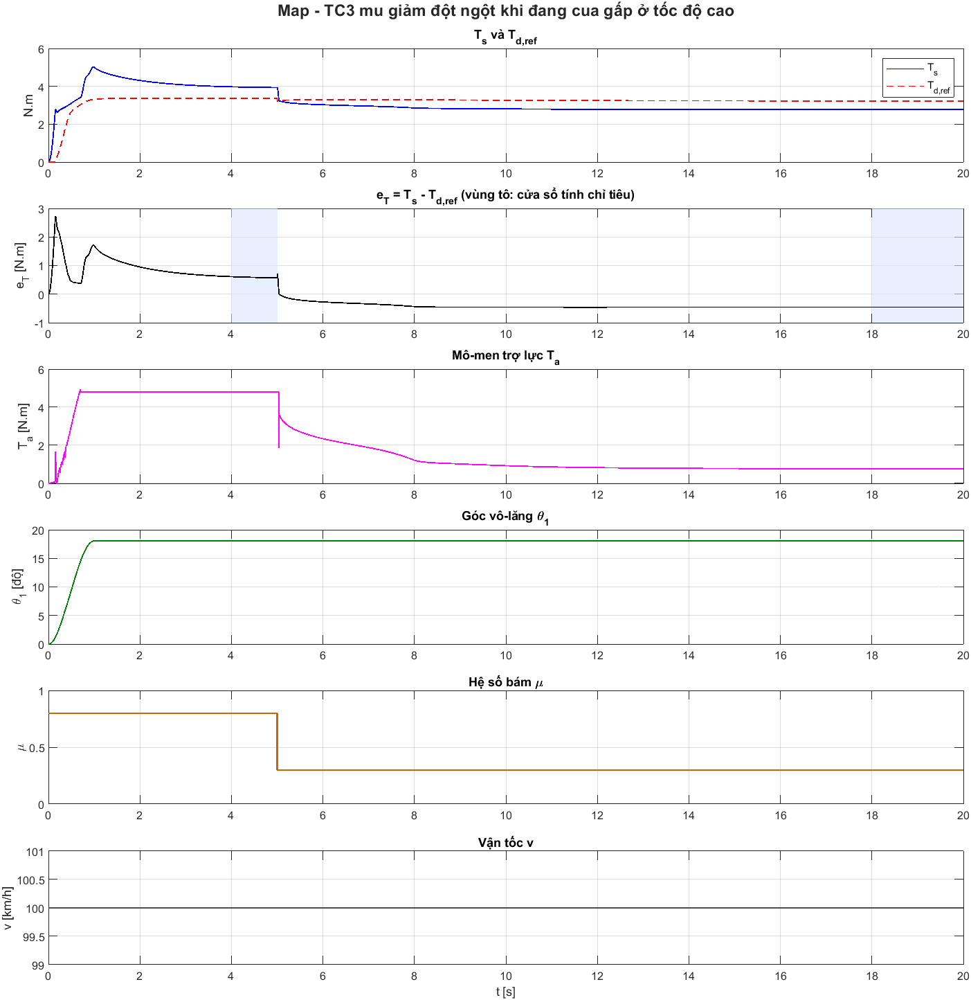 Map - TC3 mu giảm đột ngột khi đang cua gấp ở tốc độ cao
T_s và T_d,ref
N.m
6
4
2
0
T_s
T_d,ref
0 2 4 6 8 10 12 14 16 18 20
e_T = T_s - T_d,ref (vùng tô: cửa sổ tính chỉ tiêu)
e_T [N.m]
3
2
1
0
-1
0 2 4 6 8 10 12 14 16 18 20
Mô-men trợ lực T_a
T_a [N.m]
6
4
2
0
0 2 4 6 8 10 12 14 16 18 20
Góc vô-lăng θ_1
θ_1 [độ]
20
15
10
5
0
0 2 4 6 8 10 12 14 16 18 20
Hệ số bám μ
μ
1
0.5
0
0 2 4 6 8 10 12 14 16 18 20
Vận tốc v
v [km/h]
101
100.5
100
99.5
99
0 2 4 6 8 10 12 14 16 18 20
t [s]